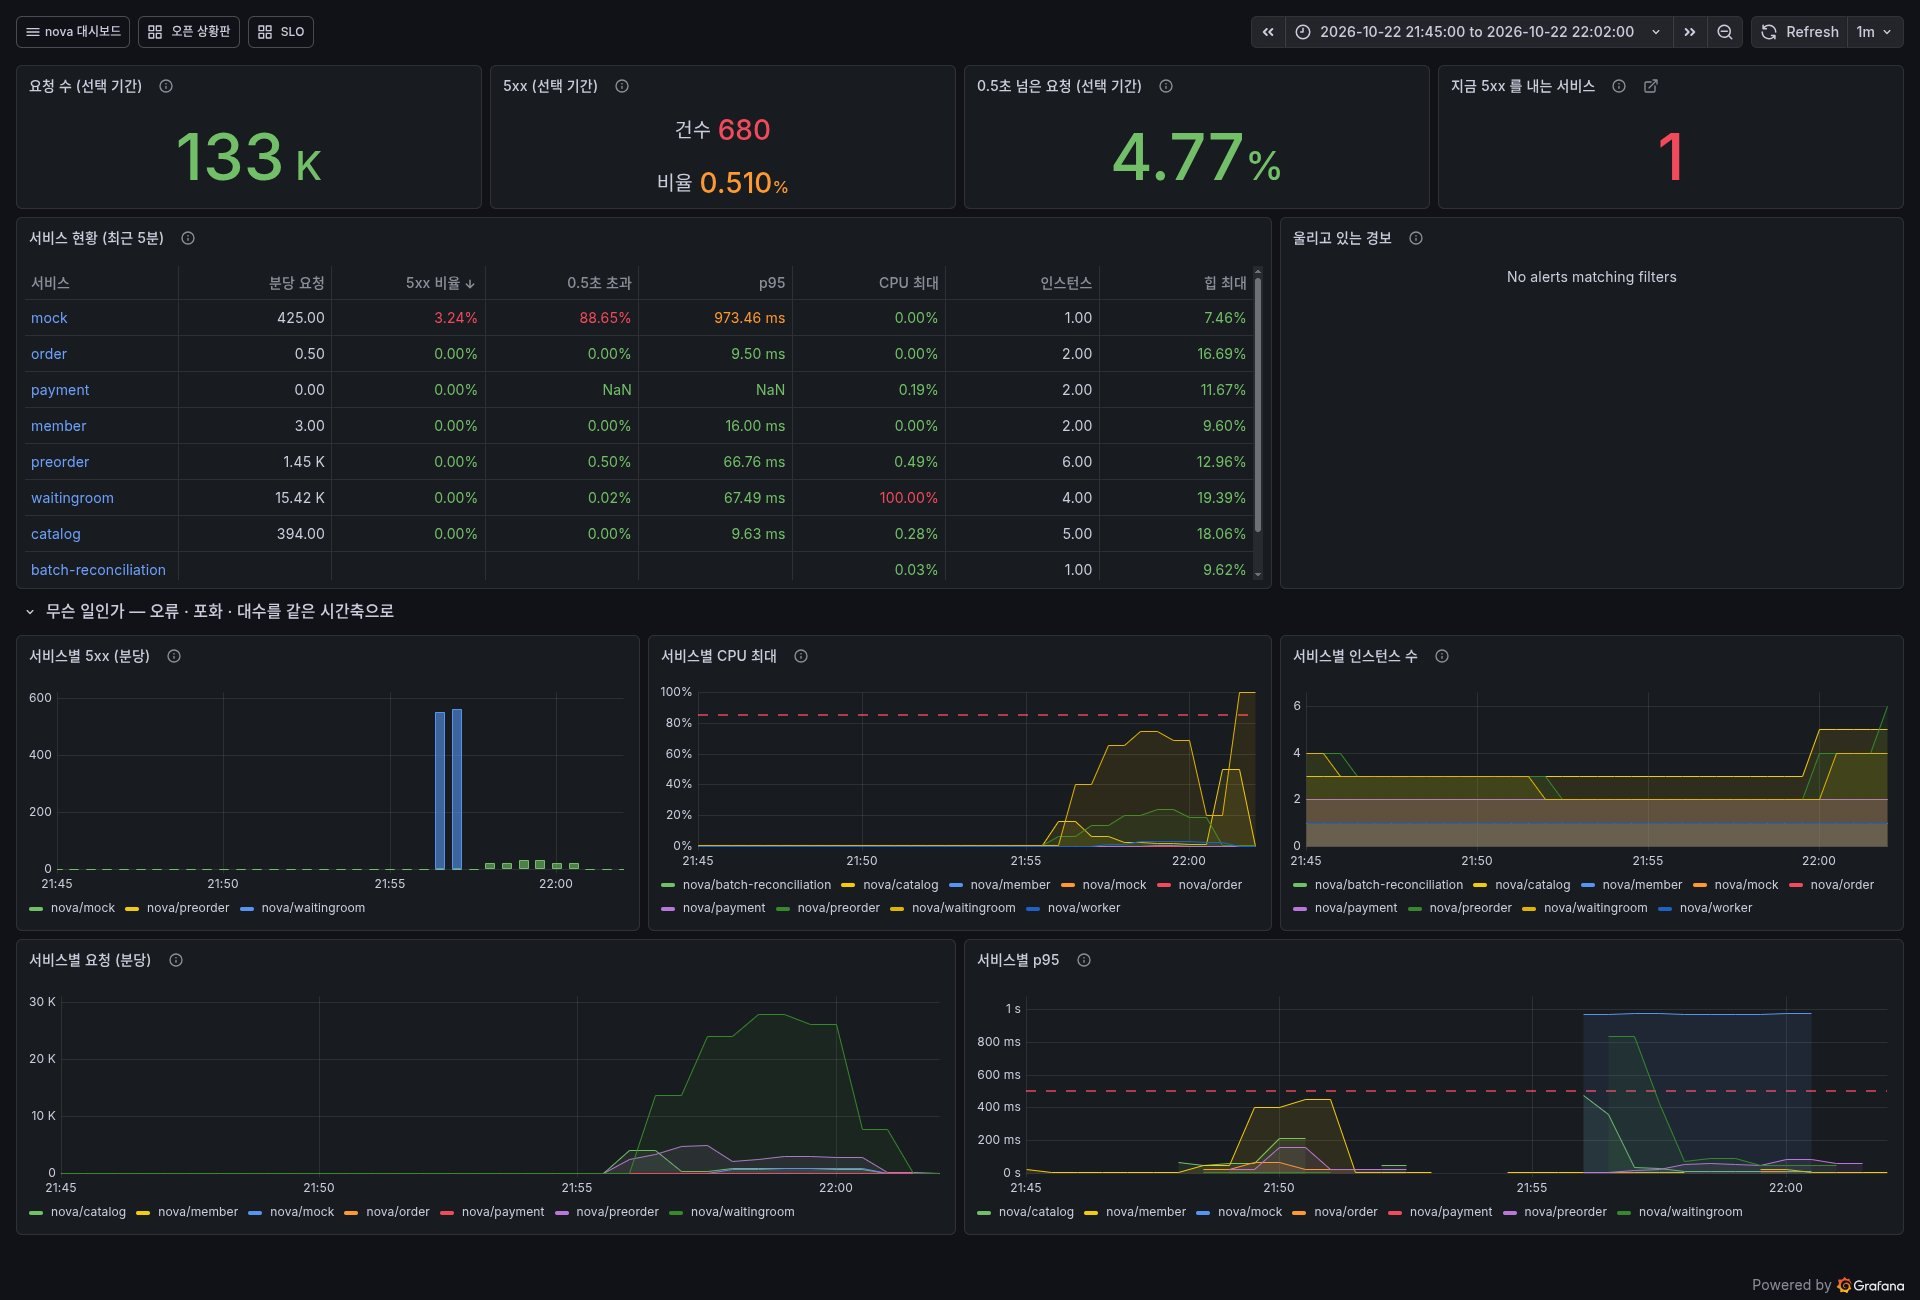 nova 대시보드
오픈 상황판
SLO
2026-10-22 21:45:00 to 2026-10-22 22:02:00
Refresh
1m
요청 수 (선택 기간)
133 K
5xx (선택 기간)
건수 680
비율 0.510%
0.5초 넘은 요청 (선택 기간)
4.77%
지금 5xx 를 내는 서비스
1
서비스 현황 (최근 5분)
서비스 분당 요청 5xx 비율 0.5초 초과 p95 CPU 최대 인스턴스 힙 최대
mock 425.00 3.24% 88.65% 973.46 ms 0.00% 1.00 7.46%
order 0.50 0.00% 0.00% 9.50 ms 0.00% 2.00 16.69%
payment 0.00 0.00% NaN NaN 0.19% 2.00 11.67%
member 3.00 0.00% 0.00% 16.00 ms 0.00% 2.00 9.60%
preorder 1.45 K 0.00% 0.50% 66.76 ms 0.49% 6.00 12.96%
waitingroom 15.42 K 0.00% 0.02% 67.49 ms 100.00% 4.00 19.39%
catalog 394.00 0.00% 0.00% 9.63 ms 0.28% 5.00 18.06%
batch-reconciliation 0.03% 1.00 9.62%
울리고 있는 경보
No alerts matching filters
무슨 일인가 — 오류 · 포화 · 대수를 같은 시간축으로
서비스별 5xx (분당)
600
400
200
0
21:45 21:50 21:55 22:00
nova/mock nova/preorder nova/waitingroom
서비스별 CPU 최대
100%
80%
60%
40%
20%
0%
21:45 21:50 21:55 22:00
nova/batch-reconciliation nova/catalog nova/member nova/mock nova/order
nova/payment nova/preorder nova/waitingroom nova/worker
서비스별 인스턴스 수
6
4
2
0
21:45 21:50 21:55 22:00
nova/batch-reconciliation nova/catalog nova/member nova/mock nova/order
nova/payment nova/preorder nova/waitingroom nova/worker
서비스별 요청 (분당)
30 K
20 K
10 K
0
21:45 21:50 21:55 22:00
nova/catalog nova/member nova/mock nova/order nova/payment nova/preorder nova/waitingroom
서비스별 p95
1 s
800 ms
600 ms
400 ms
200 ms
0 s
21:45 21:50 21:55 22:00
nova/catalog nova/member nova/mock nova/order nova/payment nova/preorder nova/waitingroom
Powered by Grafana